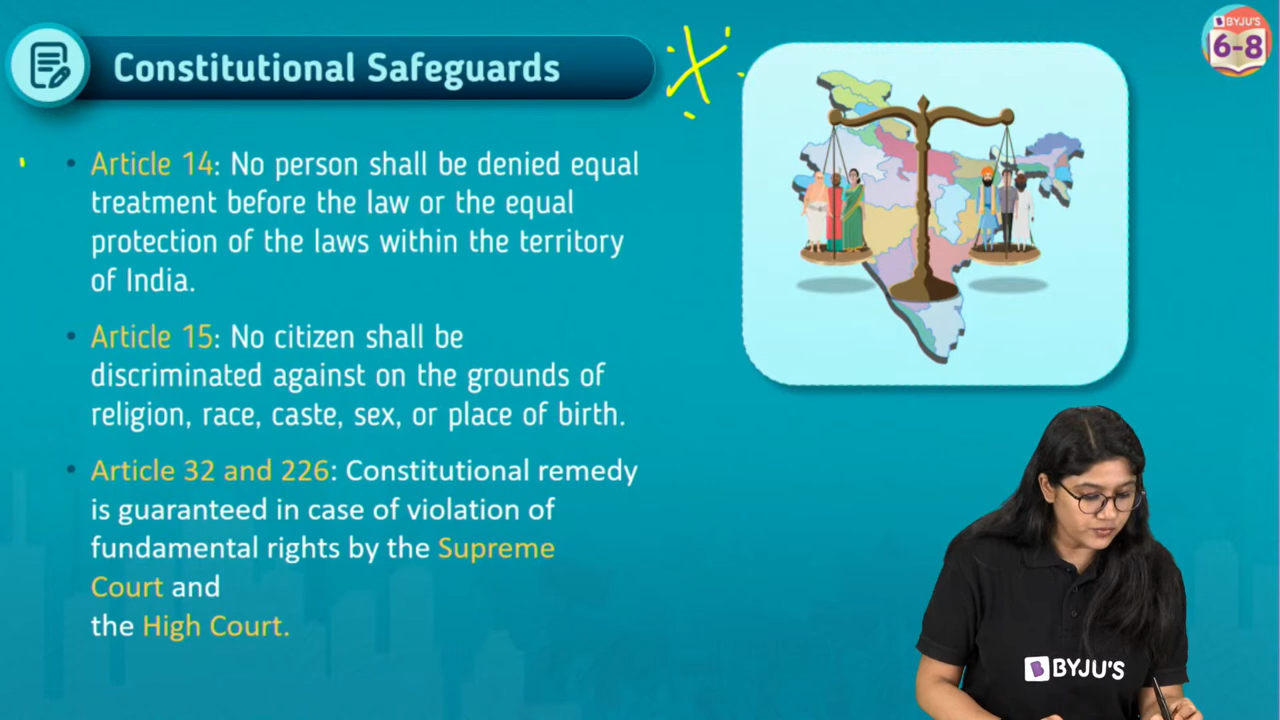 BYJU'S
6-8
Constitutional Safeguards
Article 14: No person shall be denied equal
treatment before the law or the equal
protection of the laws within the territory
of India.
Article 15: No citizen shall be
discriminated against on the grounds of
religion, race, caste, sex, or place of birth.
Article 32 and 226: Constitutional remedy
is guaranteed in case of violation of
fundamental rights by the Supreme
Court and
the High Court.
BYJU'S